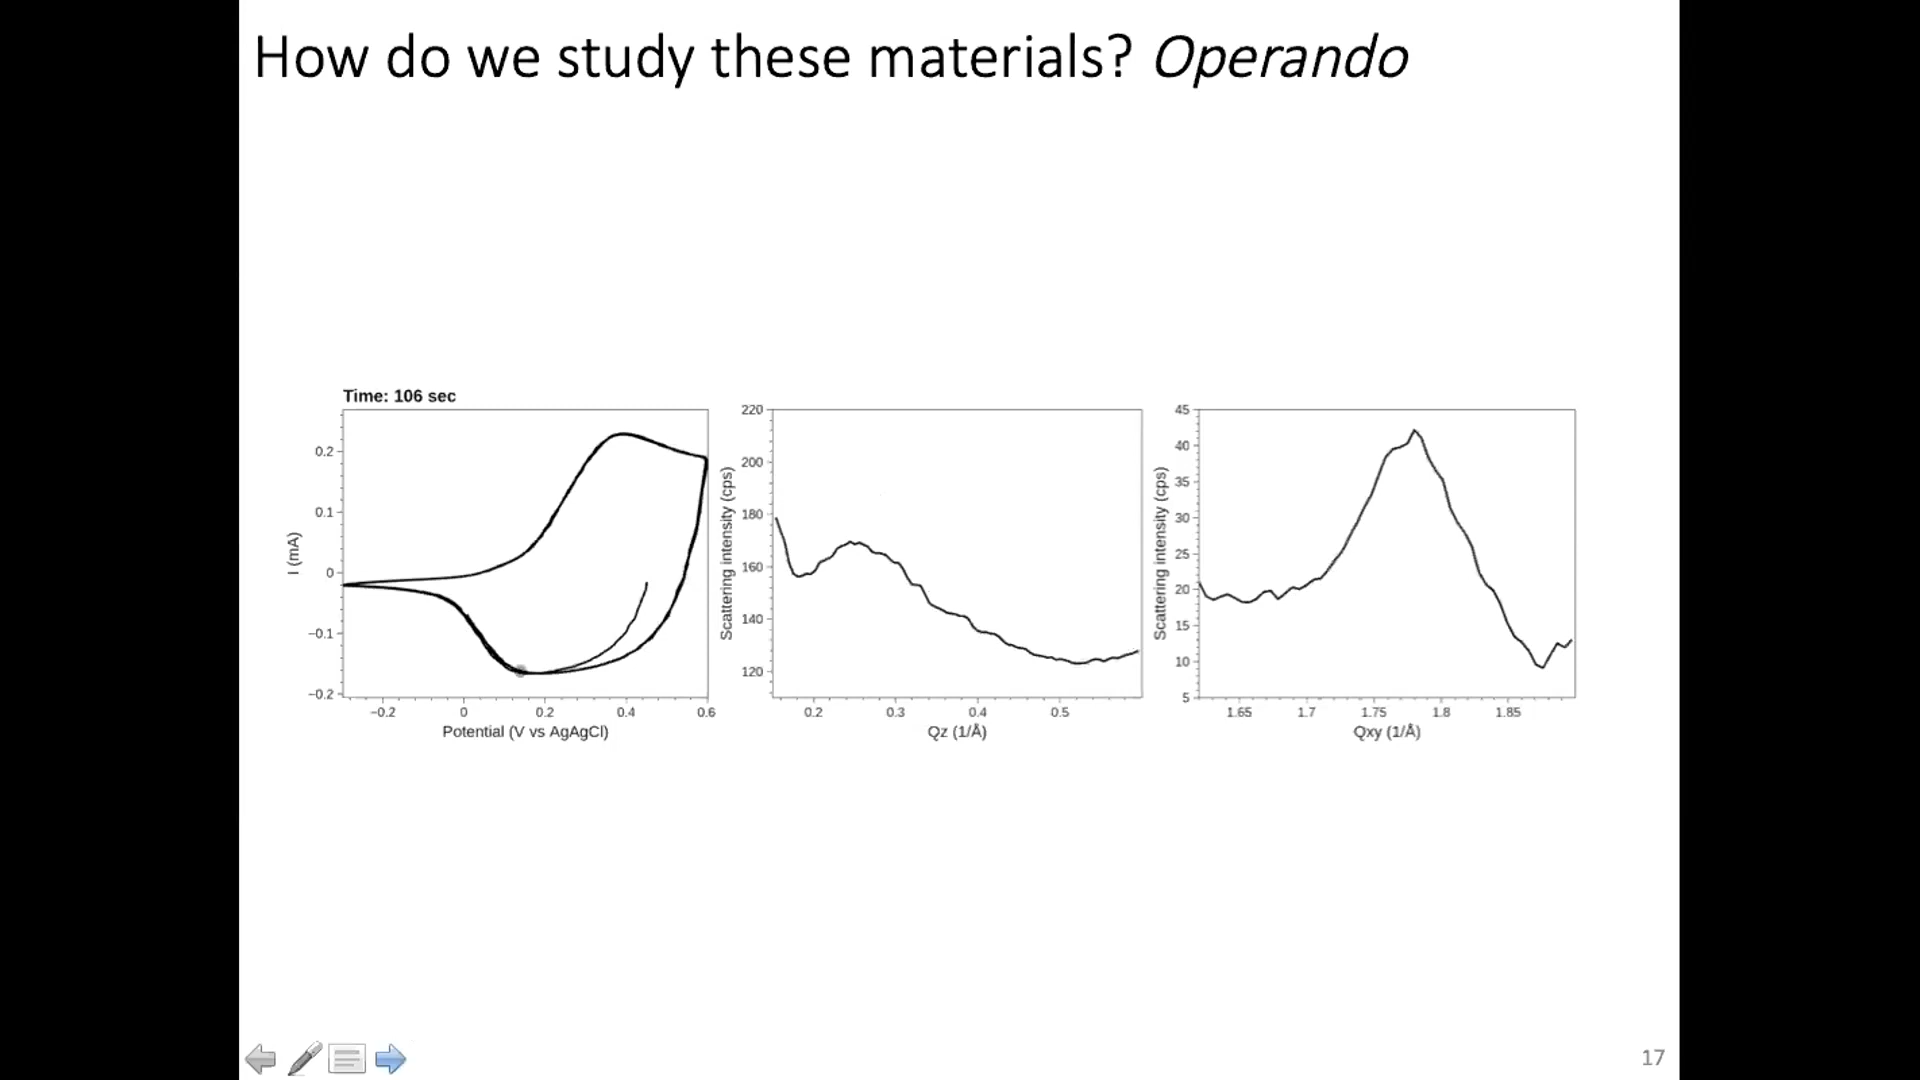 How do we study these materials? Operando
Time: 106 sec
0.2
0.1
0
−0.1
−0.2
I (mA)
−0.2 0 0.2 0.4 0.6
Potential (V vs AgAgCl)
220
200
180
160
140
120
Scattering intensity (cps)
0.2 0.3 0.4 0.5
Qz (1/Å)
45
40
35
30
25
20
15
10
5
Scattering intensity (cps)
1.65 1.7 1.75 1.8 1.85
Qxy (1/Å)
17